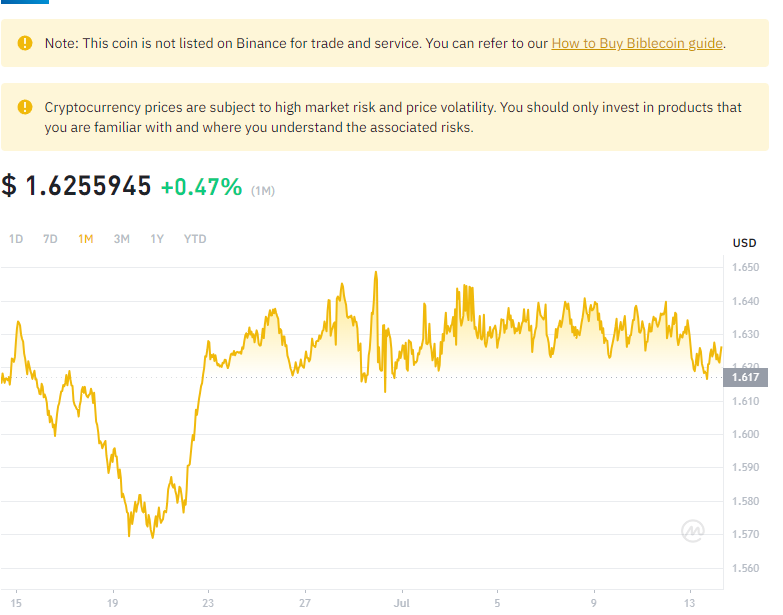 Note: This coin is not listed on Binance for trade and service. You can refer to our How to Buy Biblecoin guide.
Cryptocurrency prices are subject to high market risk and price volatility. You should only invest in products that
you are familiar with and where you understand the associated risks.
$ 1.6255945 +0.47% (1M)
1D 7D 1M 3M 1Y YTD
USD
1.650
1.640
1.630
1.620
1.617
1.610
1.600
1.590
1.580
1.570
1.560
15 19 23 27 Jul 5 9 13